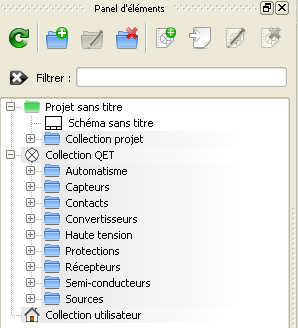 Panel d'éléments
Filtrer :
Projet sans titre
Schéma sans titre
Collection projet
Collection QET
Automatisme
Capteurs
Contacts
Convertisseurs
Haute tension
Protections
Récepteurs
Semi-conducteurs
Sources
Collection utilisateur